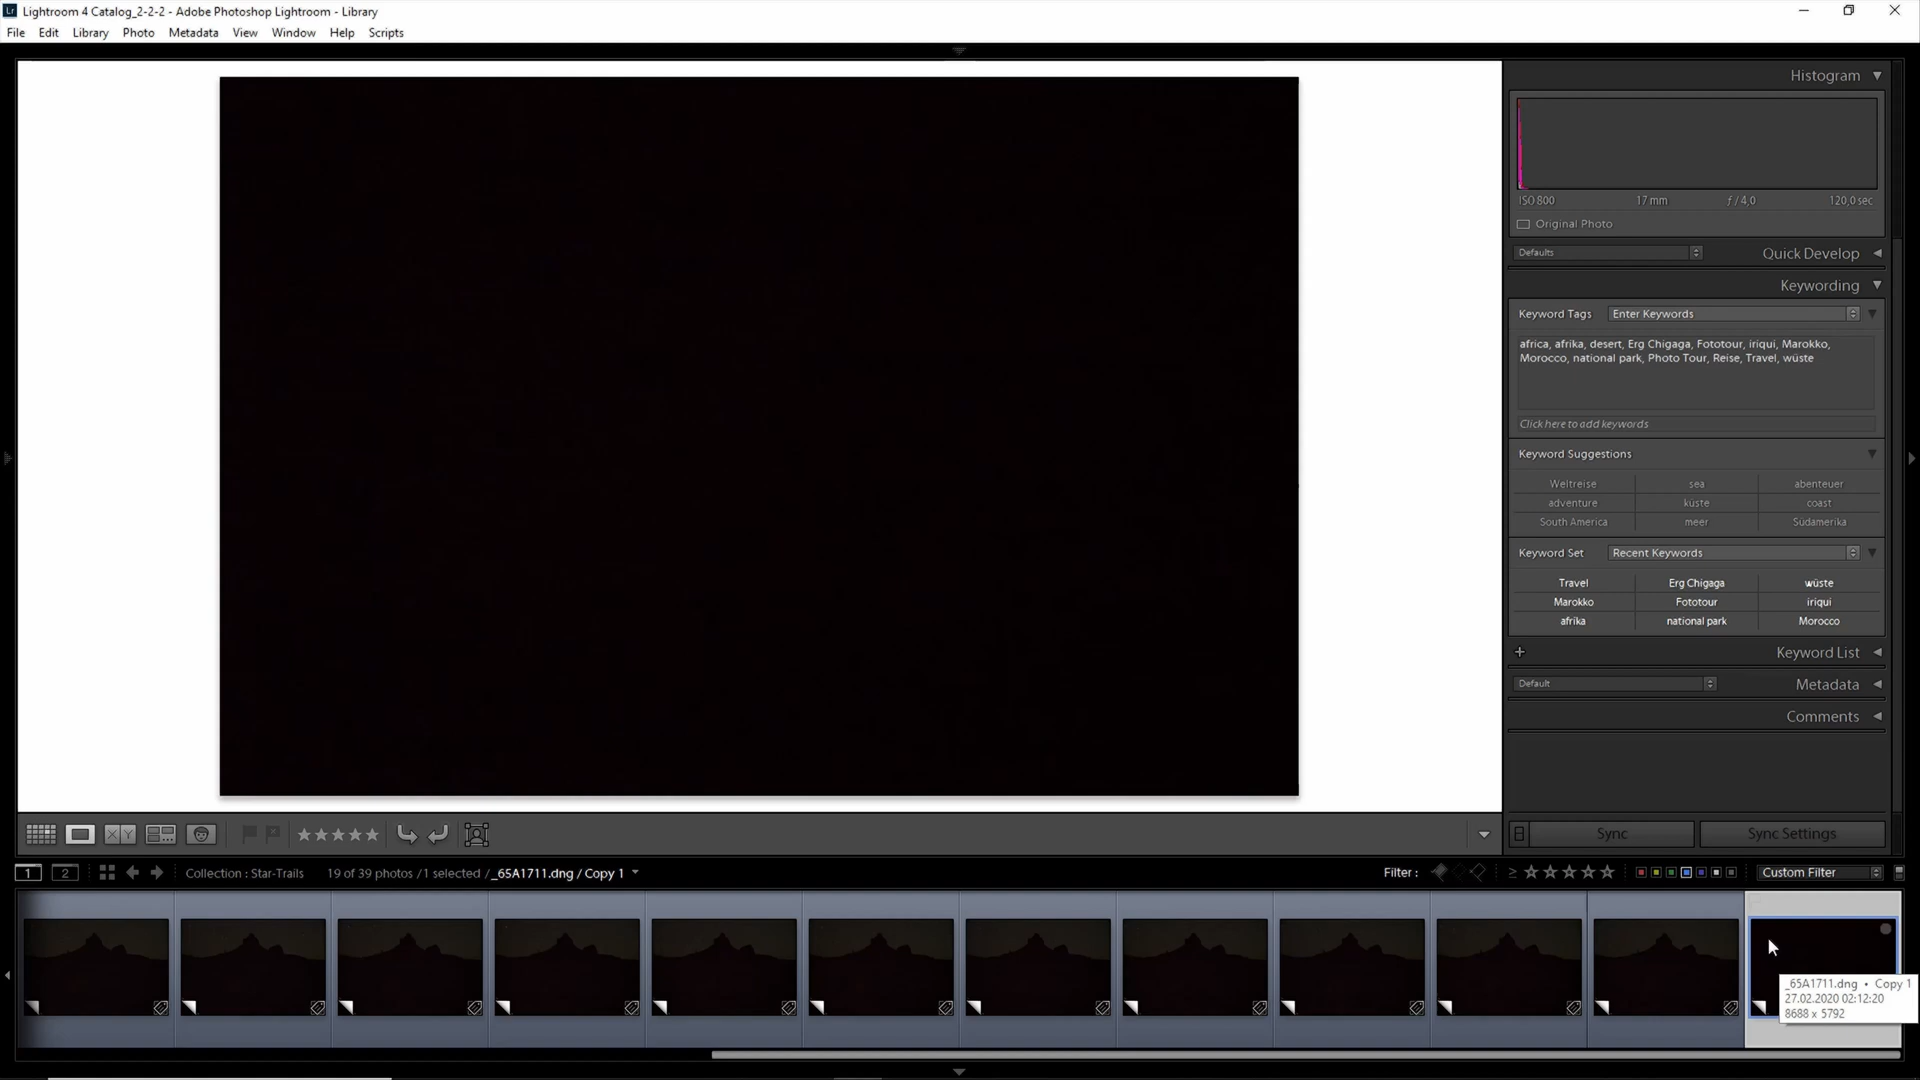 Lr Lightroom 4 Catalog_2-2-2 - Adobe Photoshop Lightroom - Library
File Edit Library Photo Metadata View Window Help Scripts
Histogram
ISO 800 17 mm ƒ / 4,0 120,0 sec
Original Photo
Defaults Quick Develop
Keywording
Keyword Tags Enter Keywords
africa, afrika, desert, Erg Chigaga, Fototour, iriqui, Marokko,
Morocco, national park, Photo Tour, Reise, Travel, wüste
Click here to add keywords
Keyword Suggestions
Weltreise sea abenteuer
adventure küste coast
South America meer Südamerika
Keyword Set Recent Keywords
Travel Erg Chigaga wüste
Marokko Fototour iriqui
afrika national park Morocco
+ Keyword List
Default Metadata
Comments
X Y Sync Sync Settings
1 2 Collection : Star-Trails 19 of 39 photos / 1 selected / _65A1711.dng / Copy 1 Filter : ≥ Custom Filter
_65A1711.dng • Copy 1
27.02.2020 02:12:20
8688 x 5792